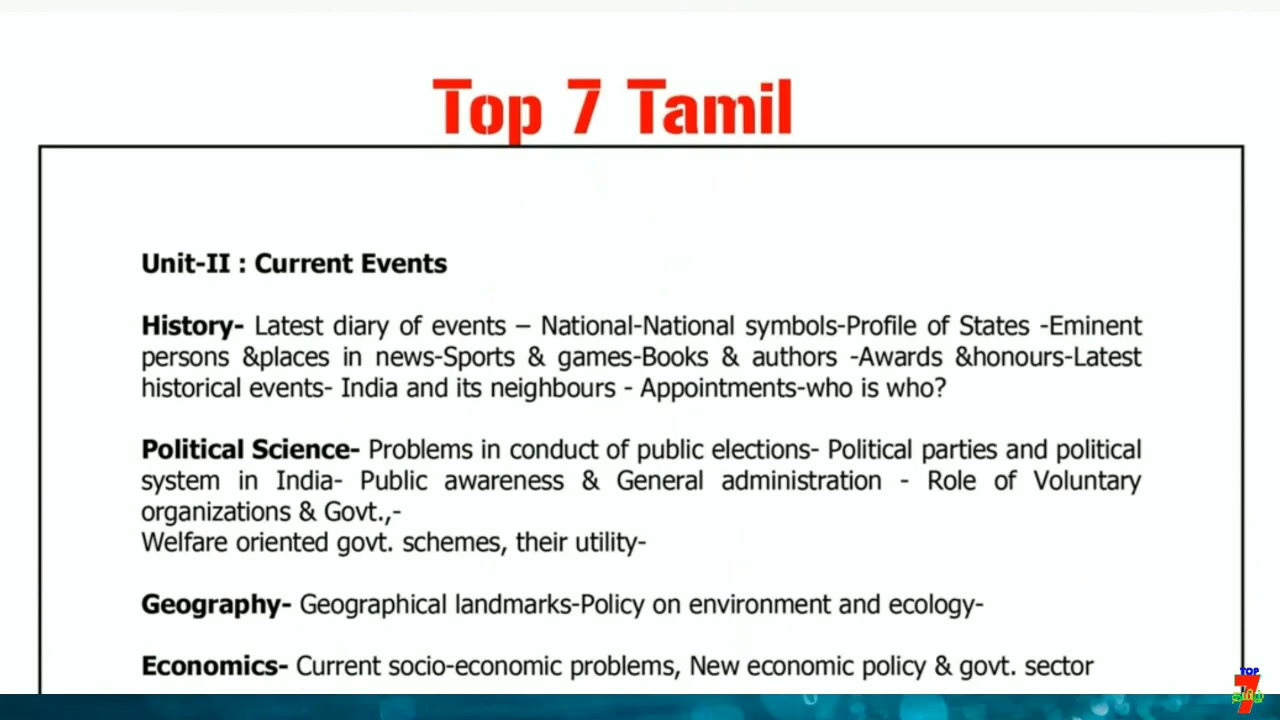 Top 7 Tamil
Unit-II : Current Events
History- Latest diary of events – National-National symbols-Profile of States -Eminent
persons &places in news-Sports & games-Books & authors -Awards &honours-Latest
historical events- India and its neighbours - Appointments-who is who?
Political Science- Problems in conduct of public elections- Political parties and political
system in India- Public awareness & General administration - Role of Voluntary
organizations & Govt.,-
Welfare oriented govt. schemes, their utility-
Geography- Geographical landmarks-Policy on environment and ecology-
Economics- Current socio-economic problems, New economic policy & govt. sector
TOP
7
தமிழ்